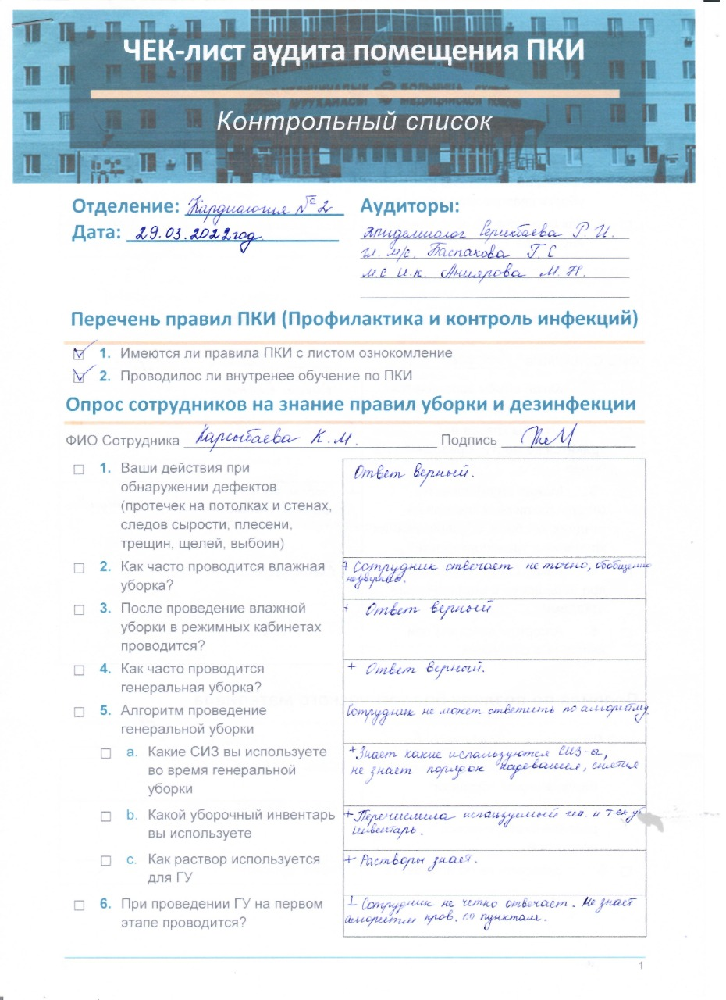 ЧЕК-лист аудита помещения ПКИ
Контрольный список
Отделение: Кардиология № 2
Дата: 29.03.2022год
Аудиторы:
Эпидемиолог Серикбаева Р. И.
гл. м/с. Баспакова Г. С
м.с и.к. Аниярова М. Н.
Перечень правил ПКИ (Профилактика и контроль инфекций)
1. Имеются ли правила ПКИ с листом ознокомление
2. Проводилос ли внутренее обучение по ПКИ
Опрос сотрудников на знание правил уборки и дезинфекции
ФИО Сотрудника Карсыбаева К. М. Подпись
1. Ваши действия при
обнаружении дефектов
(протечек на потолках и стенах,
следов сырости, плесени,
трещин, щелей, выбоин)
Ответ верный.
2. Как часто проводится влажная
уборка?
Сотрудник отвечает не точно, обобщенно
3. После проведение влажной
уборки в режимных кабинетах
проводится?
+ Ответ верный
4. Как часто проводится
генеральная уборка?
+ Ответ верный.
5. Алгоритм проведение
генеральной уборки
Сотрудник не может ответить по алгоритму.
a. Какие СИЗ вы используете
во время генеральной
уборки
+ Знает какие используются СИЗ-ы,
не знает порядок надевания, снятия
b. Какой уборочный инвентарь
вы используете
+ Перечислила используемый ген. и тек уб
инвентарь.
c. Как раствор используется
для ГУ
+ Растворы знает.
6. При проведении ГУ на первом
этапе проводится?
⊥ Сотрудник не четко отвечает. Не знает
алгоритм пров. по пунктам.
1